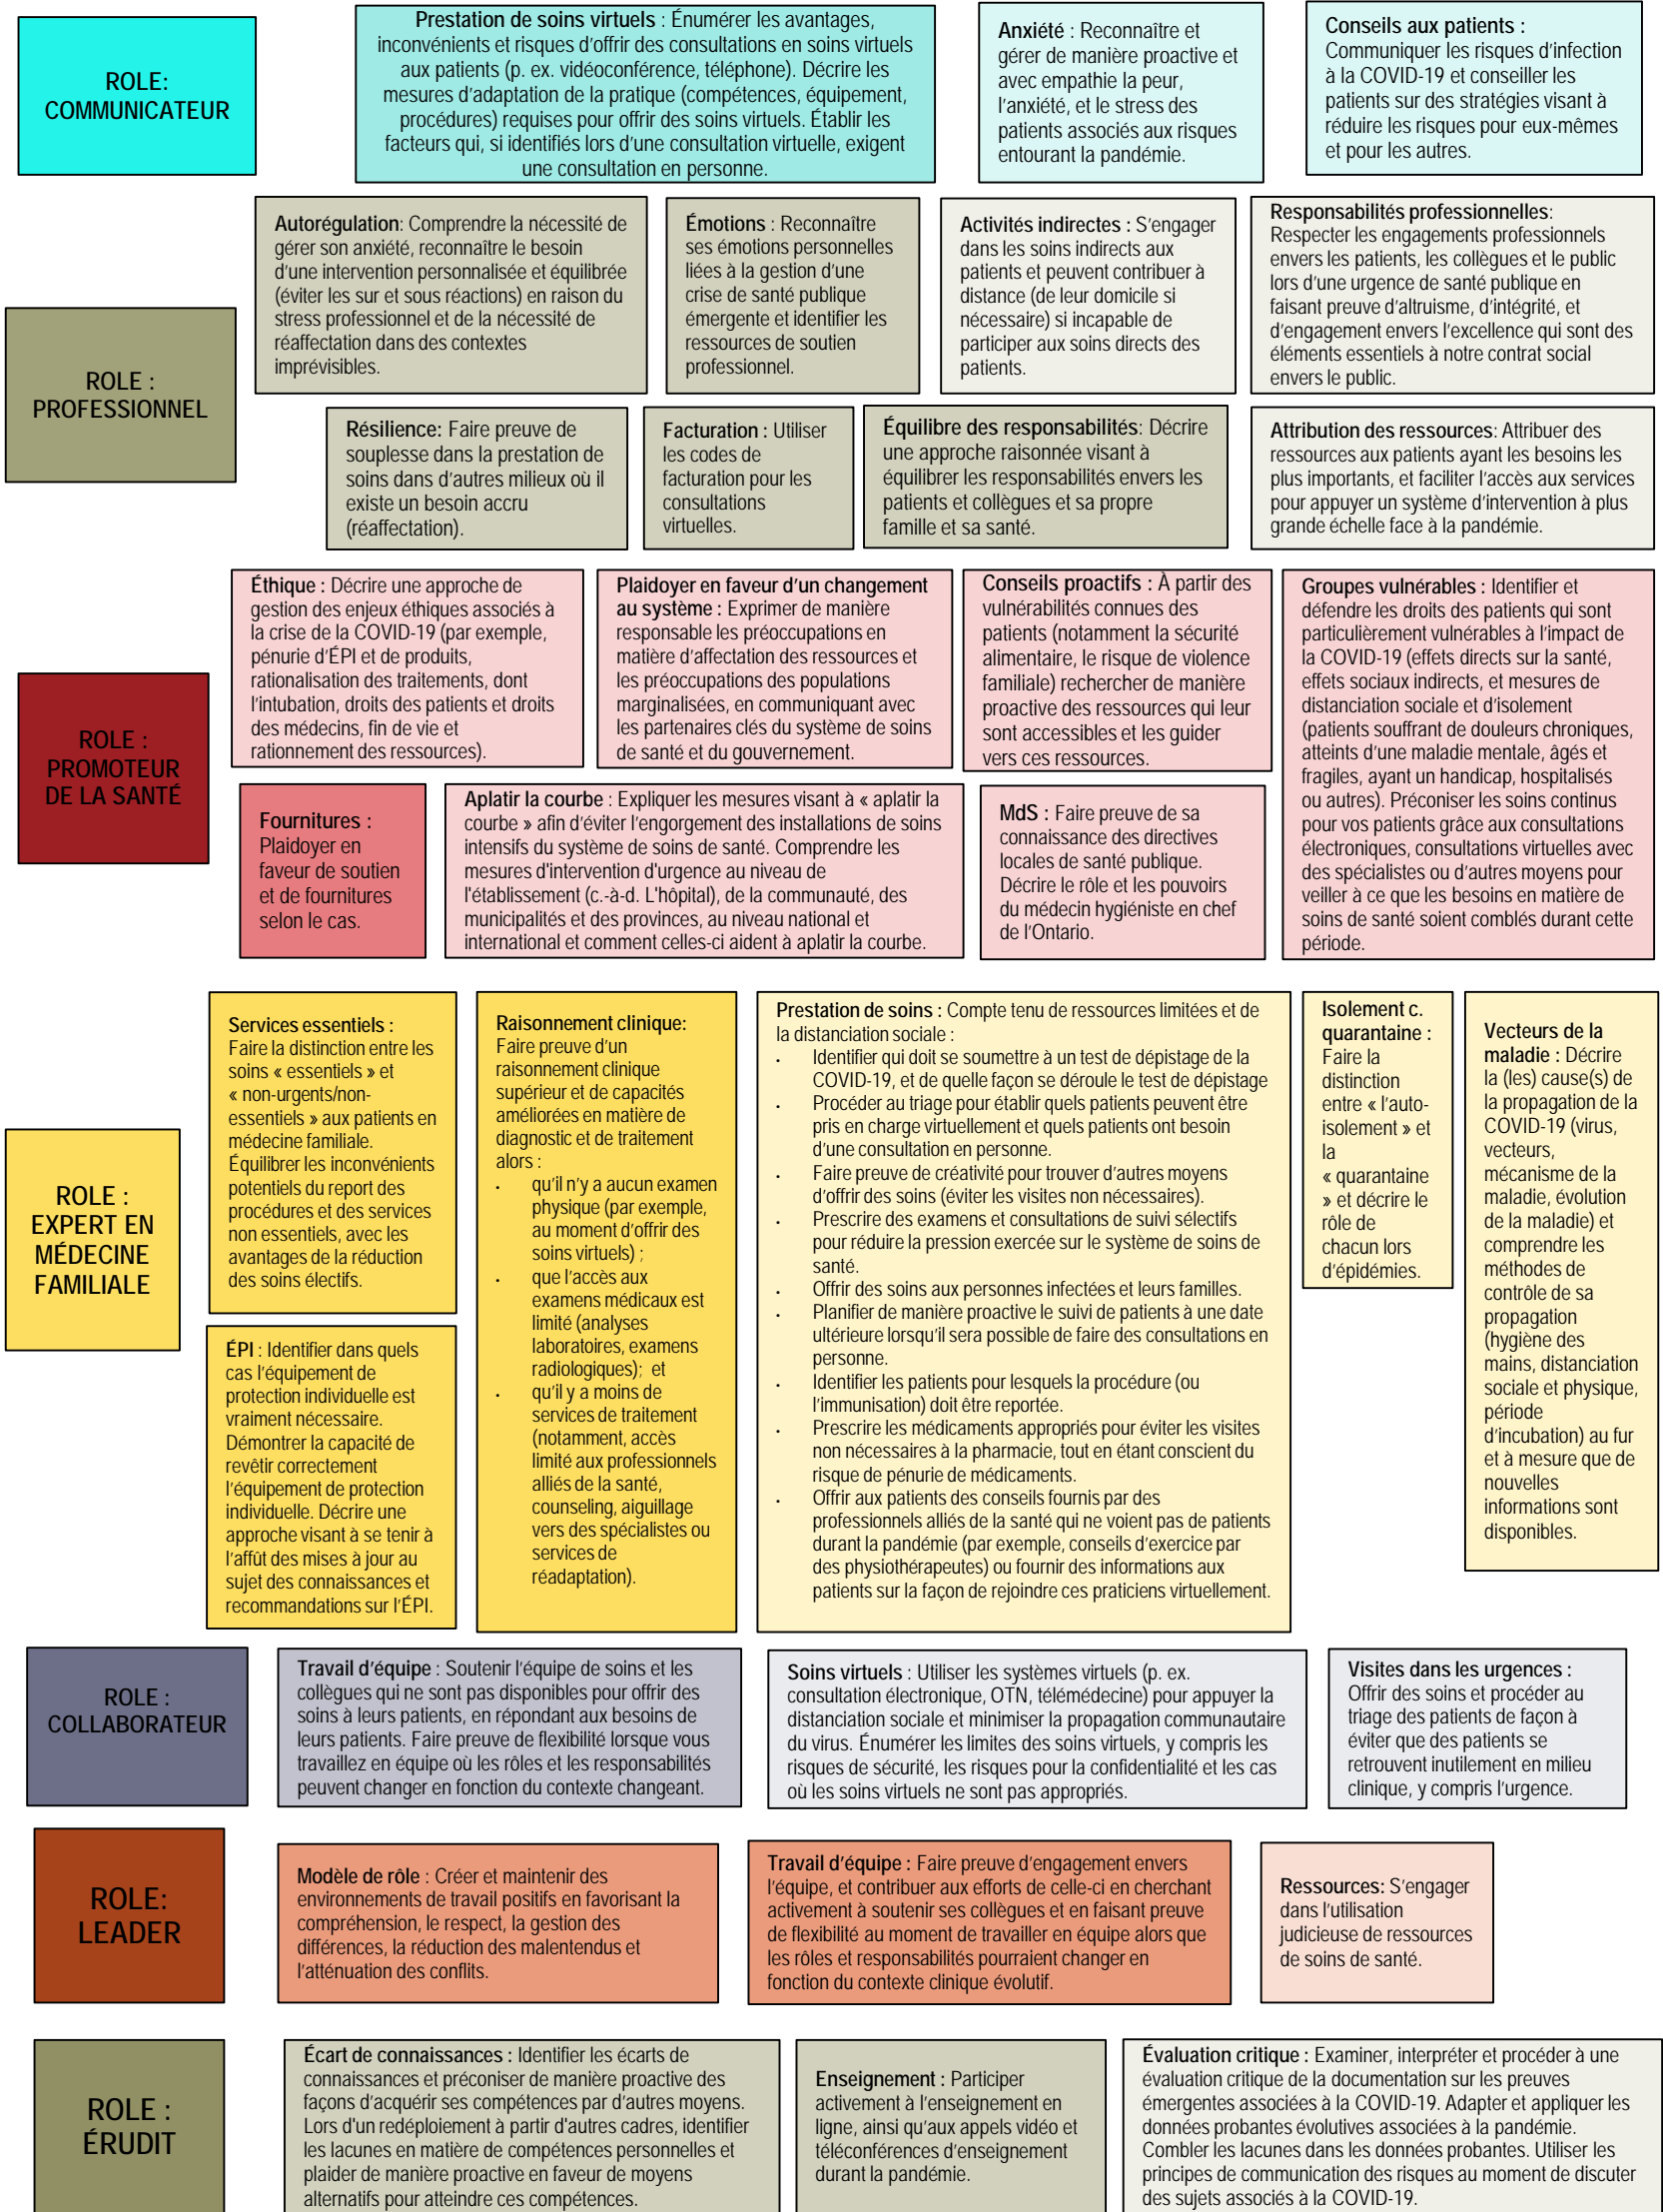 ROLE:
COMMUNICATEUR
Prestation de soins virtuels : Énumérer les avantages,
inconvénients et risques d'offrir des consultations en soins virtuels
aux patients (p. ex. vidéoconférence, téléphone). Décrire les
mesures d'adaptation de la pratique (compétences, équipement,
procédures) requises pour offrir des soins virtuels. Établir les
facteurs qui, si identifiés lors d'une consultation virtuelle, exigent
une consultation en personne.
Anxiété : Reconnaître et
gérer de manière proactive et
avec empathie la peur,
l'anxiété, et le stress des
patients associés aux risques
entourant la pandémie.
Conseils aux patients :
Communiquer les risques d'infection
à la COVID-19 et conseiller les
patients sur des stratégies visant à
réduire les risques pour eux-mêmes
et pour les autres.
ROLE :
PROFESSIONNEL
Autorégulation: Comprendre la nécessité de
gérer son anxiété, reconnaître le besoin
d'une intervention personnalisée et équilibrée
(éviter les sur et sous réactions) en raison du
stress professionnel et de la nécessité de
réaffectation dans des contextes
imprévisibles.
Émotions : Reconnaître
ses émotions personnelles
liées à la gestion d'une
crise de santé publique
émergente et identifier les
ressources de soutien
professionnel.
Activités indirectes : S'engager
dans les soins indirects aux
patients et peuvent contribuer à
distance (de leur domicile si
nécessaire) si incapable de
participer aux soins directs des
patients.
Responsabilités professionnelles:
Respecter les engagements professionnels
envers les patients, les collègues et le public
lors d'une urgence de santé publique en
faisant preuve d'altruisme, d'intégrité, et
d'engagement envers l'excellence qui sont des
éléments essentiels à notre contrat social
envers le public.
Résilience: Faire preuve de
souplesse dans la prestation de
soins dans d'autres milieux où il
existe un besoin accru
(réaffectation).
Facturation : Utiliser
les codes de
facturation pour les
consultations
virtuelles.
Équilibre des responsabilités: Décrire
une approche raisonnée visant à
équilibrer les responsabilités envers les
patients et collègues et sa propre
famille et sa santé.
Attribution des ressources: Attribuer des
ressources aux patients ayant les besoins les
plus importants, et faciliter l'accès aux services
pour appuyer un système d'intervention à plus
grande échelle face à la pandémie.
ROLE :
PROMOTEUR
DE LA SANTÉ
Éthique : Décrire une approche de
gestion des enjeux éthiques associés à
la crise de la COVID-19 (par exemple,
pénurie d'ÉPI et de produits,
rationalisation des traitements, dont
l'intubation, droits des patients et droits
des médecins, fin de vie et
rationnement des ressources).
Plaidoyer en faveur d'un changement
au système : Exprimer de manière
responsable les préoccupations en
matière d'affectation des ressources et
les préoccupations des populations
marginalisées, en communiquant avec
les partenaires clés du système de soins
de santé et du gouvernement.
Conseils proactifs : À partir des
vulnérabilités connues des
patients (notamment la sécurité
alimentaire, le risque de violence
familiale) rechercher de manière
proactive des ressources qui leur
sont accessibles et les guider
vers ces ressources.
Groupes vulnérables : Identifier et
défendre les droits des patients qui sont
particulièrement vulnérables à l'impact de
la COVID-19 (effets directs sur la santé,
effets sociaux indirects, et mesures de
distanciation sociale et d'isolement
(patients souffrant de douleurs chroniques,
atteints d'une maladie mentale, âgés et
fragiles, ayant un handicap, hospitalisés
ou autres). Préconiser les soins continus
pour vos patients grâce aux consultations
électroniques, consultations virtuelles avec
des spécialistes ou d'autres moyens pour
veiller à ce que les besoins en matière de
soins de santé soient comblés durant cette
période.
Fournitures :
Plaidoyer en
faveur de soutien
et de fournitures
selon le cas.
Aplatir la courbe : Expliquer les mesures visant à « aplatir la
courbe » afin d'éviter l'engorgement des installations de soins
intensifs du système de soins de santé. Comprendre les
mesures d'intervention d'urgence au niveau de
l'établissement (c.-à-d. L'hôpital), de la communauté, des
municipalités et des provinces, au niveau national et
international et comment celles-ci aident à aplatir la courbe.
MdS : Faire preuve de sa
connaissance des directives
locales de santé publique.
Décrire le rôle et les pouvoirs
du médecin hygiéniste en chef
de l'Ontario.
ROLE :
EXPERT EN
MÉDECINE
FAMILIALE
Services essentiels :
Faire la distinction entre les
soins « essentiels » et
« non-urgents/non-
essentiels » aux patients en
médecine familiale.
Équilibrer les inconvénients
potentiels du report des
procédures et des services
non essentiels, avec les
avantages de la réduction
des soins électifs.
ÉPI : Identifier dans quels
cas l'équipement de
protection individuelle est
vraiment nécessaire.
Démontrer la capacité de
revêtir correctement
l'équipement de protection
individuelle. Décrire une
approche visant à se tenir à
l'affût des mises à jour au
sujet des connaissances et
recommandations sur l'ÉPI.
Raisonnement clinique:
Faire preuve d'un
raisonnement clinique
supérieur et de capacités
améliorées en matière de
diagnostic et de traitement
alors :
• qu'il n'y a aucun examen
physique (par exemple,
au moment d'offrir des
soins virtuels) ;
• que l'accès aux
examens médicaux est
limité (analyses
laboratoires, examens
radiologiques); et
• qu'il y a moins de
services de traitement
(notamment, accès
limité aux professionnels
alliés de la santé,
counseling, aiguillage
vers des spécialistes ou
services de
réadaptation).
Prestation de soins : Compte tenu de ressources limitées et de
la distanciation sociale :
• Identifier qui doit se soumettre à un test de dépistage de la
COVID-19, et de quelle façon se déroule le test de dépistage
• Procéder au triage pour établir quels patients peuvent être
pris en charge virtuellement et quels patients ont besoin
d'une consultation en personne.
• Faire preuve de créativité pour trouver d'autres moyens
d'offrir des soins (éviter les visites non nécessaires).
• Prescrire des examens et consultations de suivi sélectifs
pour réduire la pression exercée sur le système de soins de
santé.
• Offrir des soins aux personnes infectées et leurs familles.
• Planifier de manière proactive le suivi de patients à une date
ultérieure lorsqu'il sera possible de faire des consultations en
personne.
• Identifier les patients pour lesquels la procédure (ou
l'immunisation) doit être reportée.
• Prescrire les médicaments appropriés pour éviter les visites
non nécessaires à la pharmacie, tout en étant conscient du
risque de pénurie de médicaments.
• Offrir aux patients des conseils fournis par des
professionnels alliés de la santé qui ne voient pas de patients
durant la pandémie (par exemple, conseils d'exercice par
des physiothérapeutes) ou fournir des informations aux
patients sur la façon de rejoindre ces praticiens virtuellement.
Isolement c.
quarantaine :
Faire la
distinction
entre « l'auto-
isolement » et
la
« quarantaine
» et décrire le
rôle de
chacun lors
d'épidémies.
Vecteurs de la
maladie : Décrire
la (les) cause(s) de
la propagation de la
COVID-19 (virus,
vecteurs,
mécanisme de la
maladie, évolution
de la maladie) et
comprendre les
méthodes de
contrôle de sa
propagation
(hygiène des
mains, distanciation
sociale et physique,
période
d'incubation) au fur
et à mesure que de
nouvelles
informations sont
disponibles.
ROLE :
COLLABORATEUR
Travail d'équipe : Soutenir l'équipe de soins et les
collègues qui ne sont pas disponibles pour offrir des
soins à leurs patients, en répondant aux besoins de
leurs patients. Faire preuve de flexibilité lorsque vous
travaillez en équipe où les rôles et les responsabilités
peuvent changer en fonction du contexte changeant.
Soins virtuels : Utiliser les systèmes virtuels (p. ex.
consultation électronique, OTN, télémédecine) pour appuyer la
distanciation sociale et minimiser la propagation communautaire
du virus. Énumérer les limites des soins virtuels, y compris les
risques de sécurité, les risques pour la confidentialité et les cas
où les soins virtuels ne sont pas appropriés.
Visites dans les urgences :
Offrir des soins et procéder au
triage des patients de façon à
éviter que des patients se
retrouvent inutilement en milieu
clinique, y compris l'urgence.
ROLE:
LEADER
Modèle de rôle : Créer et maintenir des
environnements de travail positifs en favorisant la
compréhension, le respect, la gestion des
différences, la réduction des malentendus et
l'atténuation des conflits.
Travail d'équipe : Faire preuve d'engagement envers
l'équipe, et contribuer aux efforts de celle-ci en cherchant
activement à soutenir ses collègues et en faisant preuve
de flexibilité au moment de travailler en équipe alors que
les rôles et responsabilités pourraient changer en
fonction du contexte clinique évolutif.
Ressources: S'engager
dans l'utilisation
judicieuse de ressources
de soins de santé.
ROLE :
ÉRUDIT
Écart de connaissances : Identifier les écarts de
connaissances et préconiser de manière proactive des
façons d'acquérir ses compétences par d'autres moyens.
Lors d'un redéploiement à partir d'autres cadres, identifier
les lacunes en matière de compétences personnelles et
plaider de manière proactive en faveur de moyens
alternatifs pour atteindre ces compétences.
Enseignement : Participer
activement à l'enseignement en
ligne, ainsi qu'aux appels vidéo et
téléconférences d'enseignement
durant la pandémie.
Évaluation critique : Examiner, interpréter et procéder à une
évaluation critique de la documentation sur les preuves
émergentes associées à la COVID-19. Adapter et appliquer les
données probantes évolutives associées à la pandémie.
Combler les lacunes dans les données probantes. Utiliser les
principes de communication des risques au moment de discuter
des sujets associés à la COVID-19.